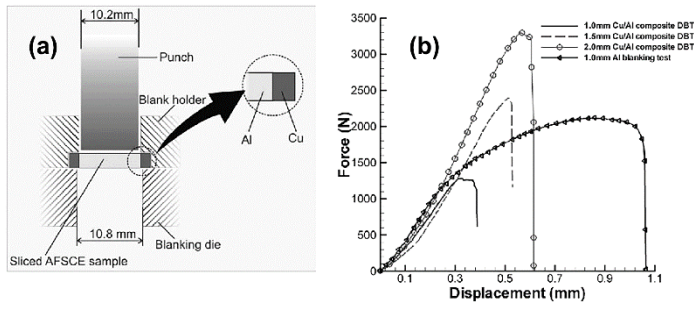 10.2mm
(a)
Punch
Blank holder
Al
Cu
10.8 mm
Blanking die
Sliced AFSCE sample
(b)
1.0mm Cu/Al composite DBT
1.5mm Cu/Al composite DBT
2.0mm Cu/Al composite DBT
1.0mm Al blanking test
Force (N)
3500
3000
2500
2000
1500
1000
500
0
0.1
0.3
0.5
0.7
0.9
1.1
Displacement (mm)